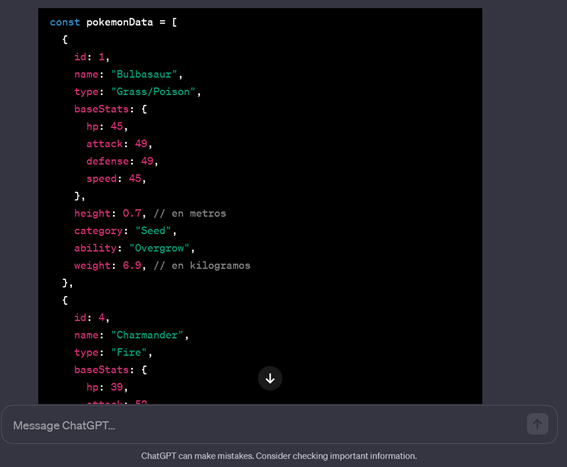 const pokemonData = [
{
id: 1,
name: "Bulbasaur",
type: "Grass/Poison",
baseStats: {
hp: 45,
attack: 49,
defense: 49,
speed: 45,
},
height: 0.7, // en metros
category: "Seed",
ability: "Overgrow",
weight: 6.9, // en kilogramos
},
{
id: 4,
name: "Charmander",
type: "Fire",
baseStats: {
hp: 39,
attack: 52
Message ChatGPT...
ChatGPT can make mistakes. Consider checking important information.